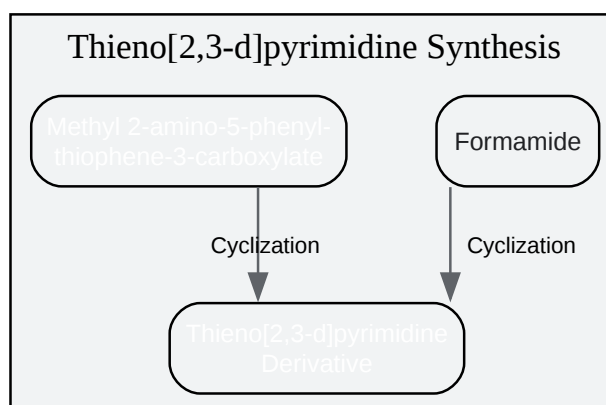 Thieno[2,3-d]pyrimidine Synthesis
Methyl 2-amino-5-phenyl-
thiophene-3-carboxylate
Formamide
Cyclization
Cyclization
Thieno[2,3-d]pyrimidine
Derivative